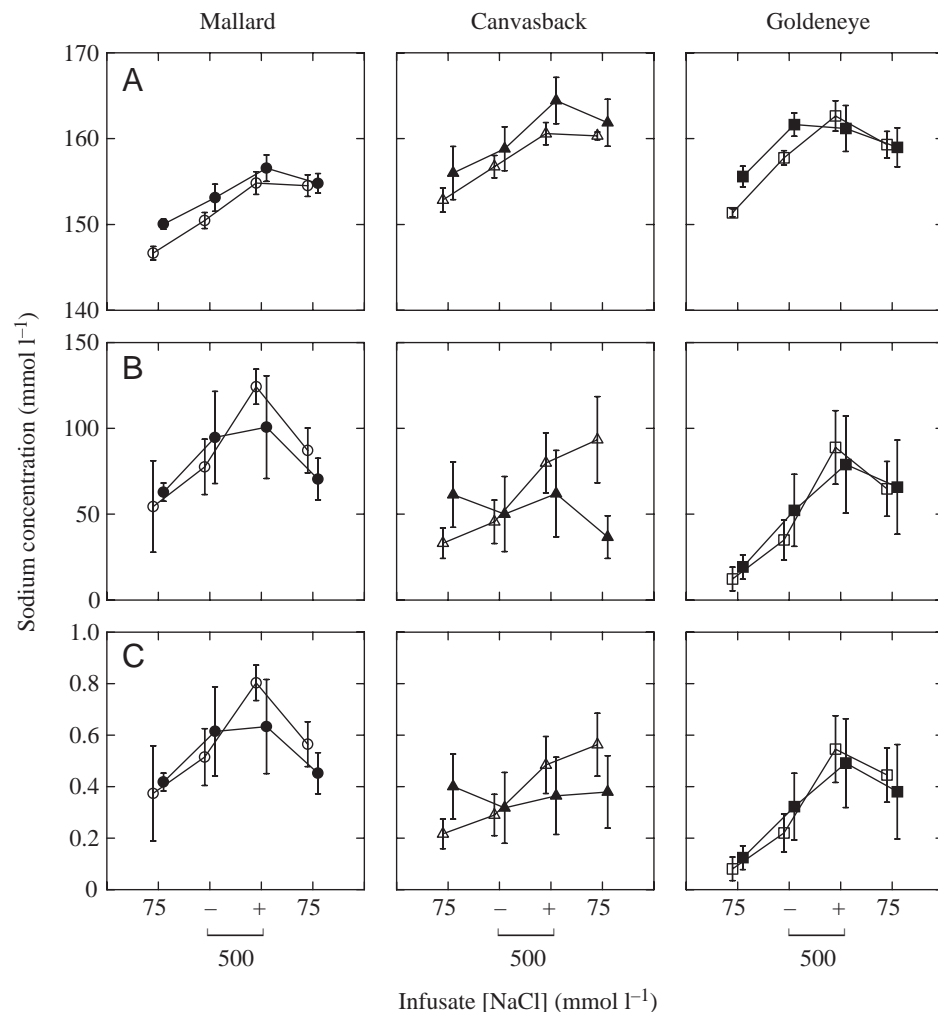 Mallard Canvasback Goldeneye
A
170
160
150
140
B
150
100
50
0
C
1.0
0.8
0.6
0.4
0.2
0
Sodium concentration (mmol l⁻¹)
75 – + 75 75 – + 75 75 – + 75
500 500 500
Infusate [NaCl] (mmol l⁻¹)